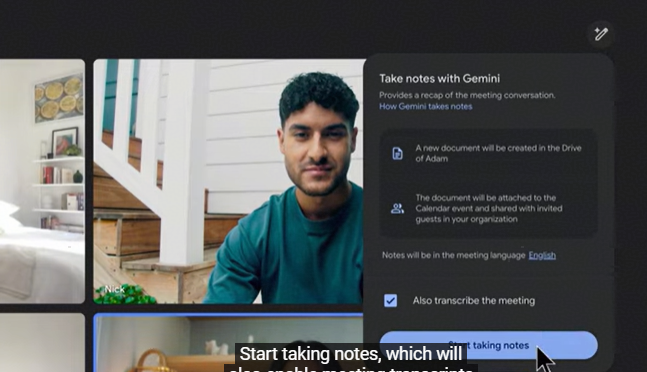 Take notes with Gemini
Provides a recap of the meeting conversation.
How Gemini takes notes
A new document will be created in the Drive
of Adam
The document will be attached to the
Calendar event and shared with invited
guests in your organization
Notes will be in the meeting language English
Also transcribe the meeting
Start taking notes
Nick
Start taking notes, which will
also enable meeting transcripts